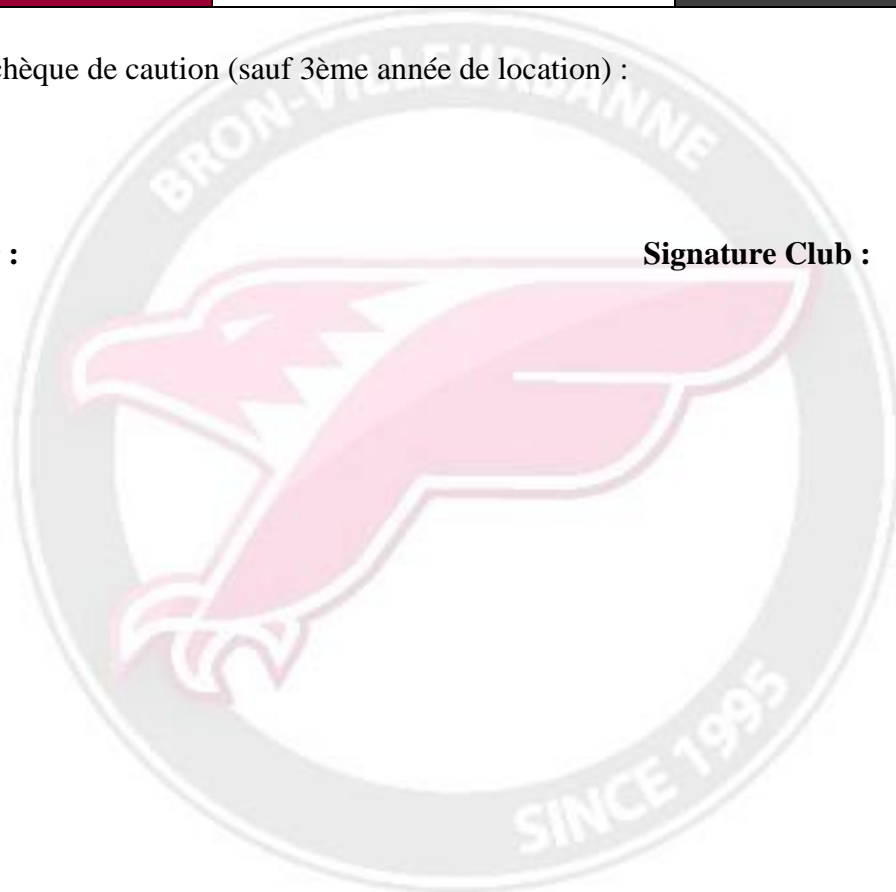 chèque de caution (sauf 3ème année de location) :
BRON-VILLEURBANNE
: Signature Club :
SINCE 1995